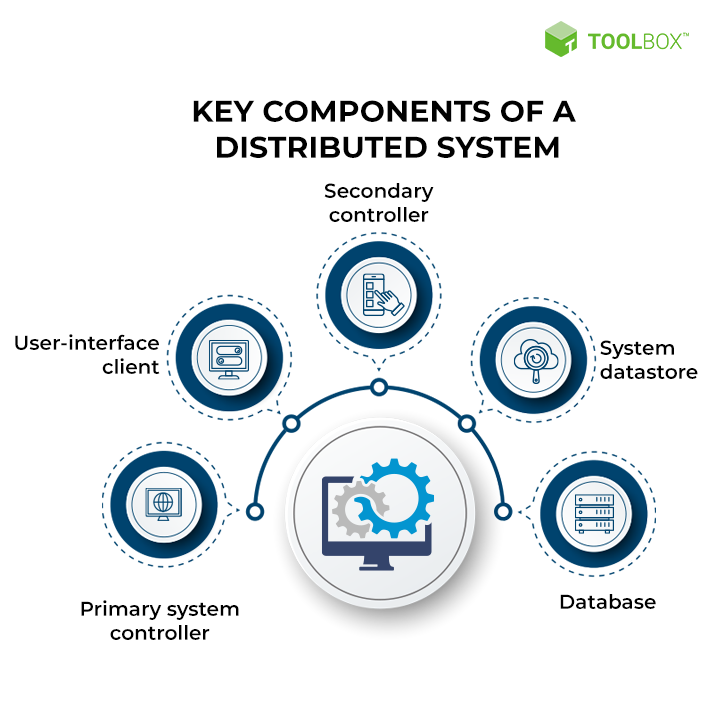 TOOLBOX™
KEY COMPONENTS OF A
DISTRIBUTED SYSTEM
Secondary
controller
User-interface
client
System
datastore
Primary system
controller
Database